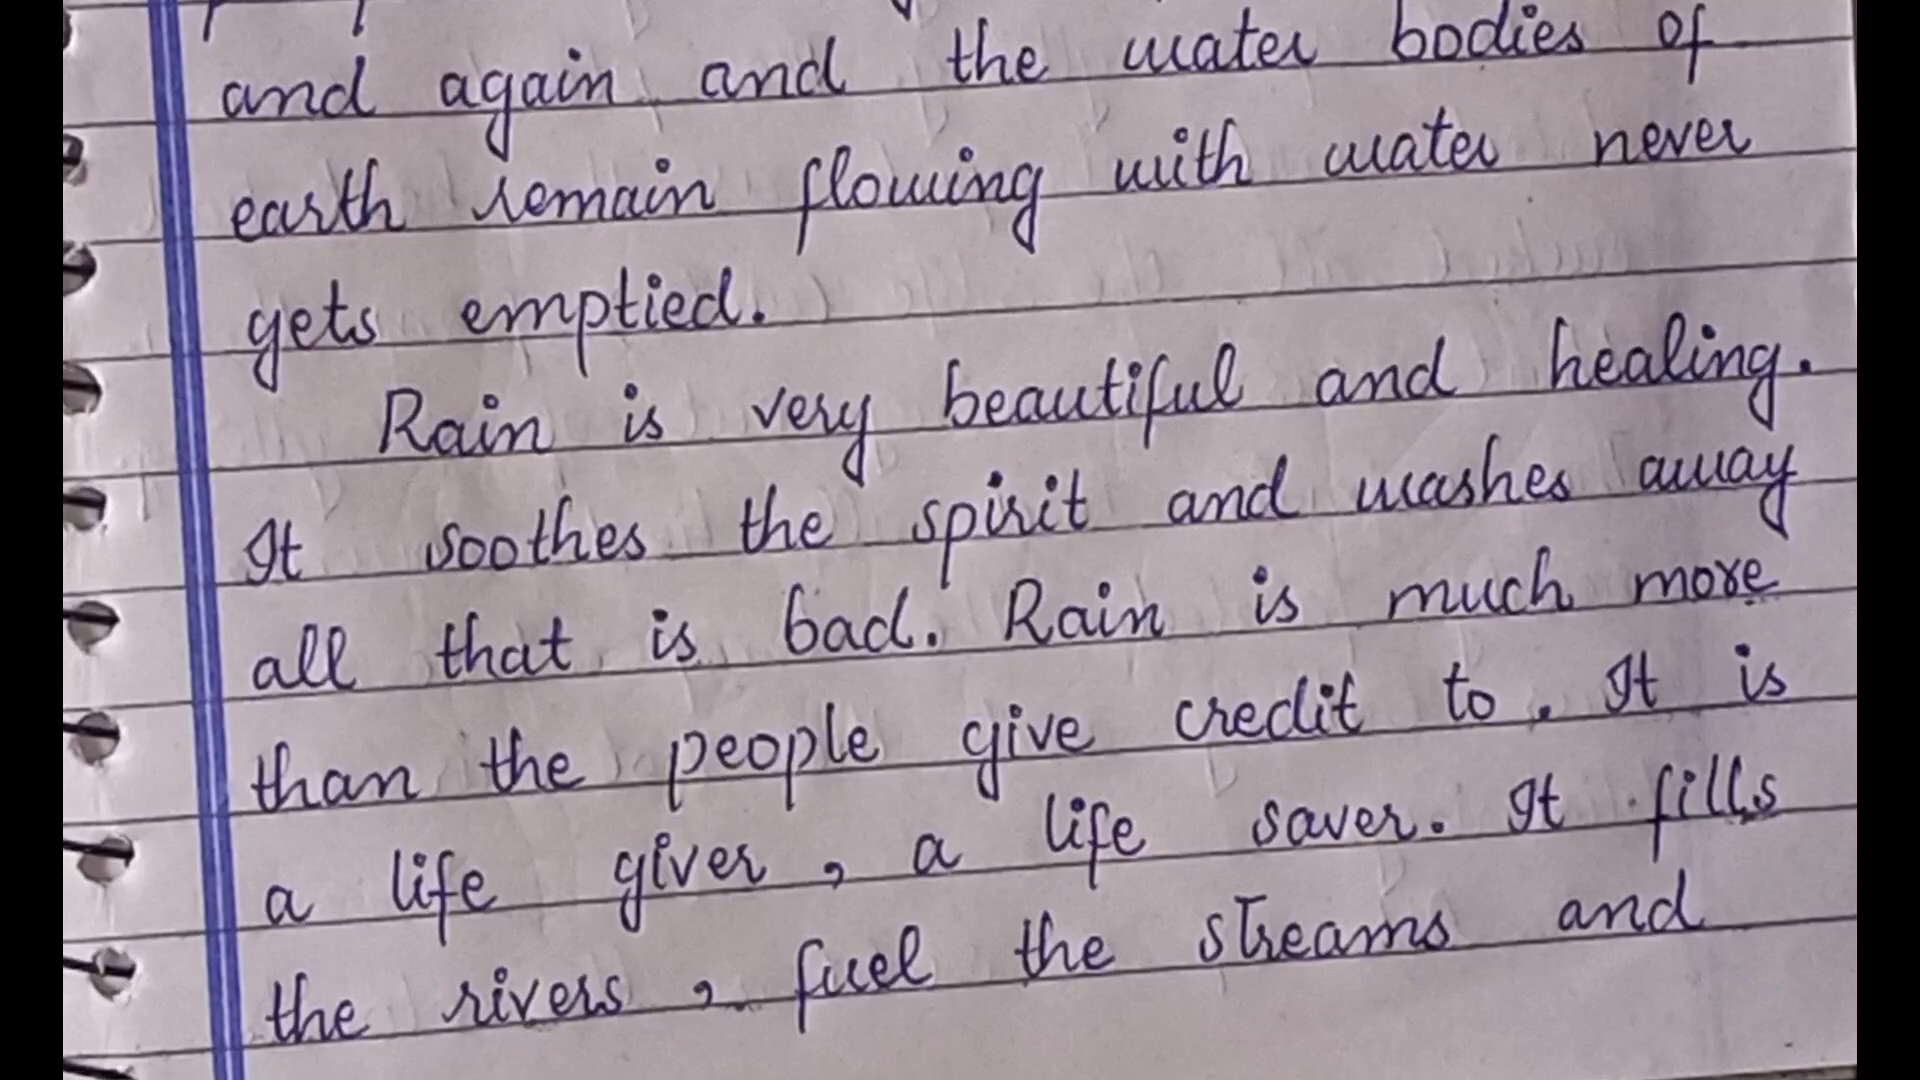 and again and the water bodies of
earth remain flowing with water never
gets emptied.
Rain is very beautiful and healing.
It soothes the spirit and washes away
all that is bad. Rain is much more
than the people give credit to. It is
a life giver, a life saver. It fills
the rivers, fuel the streams and